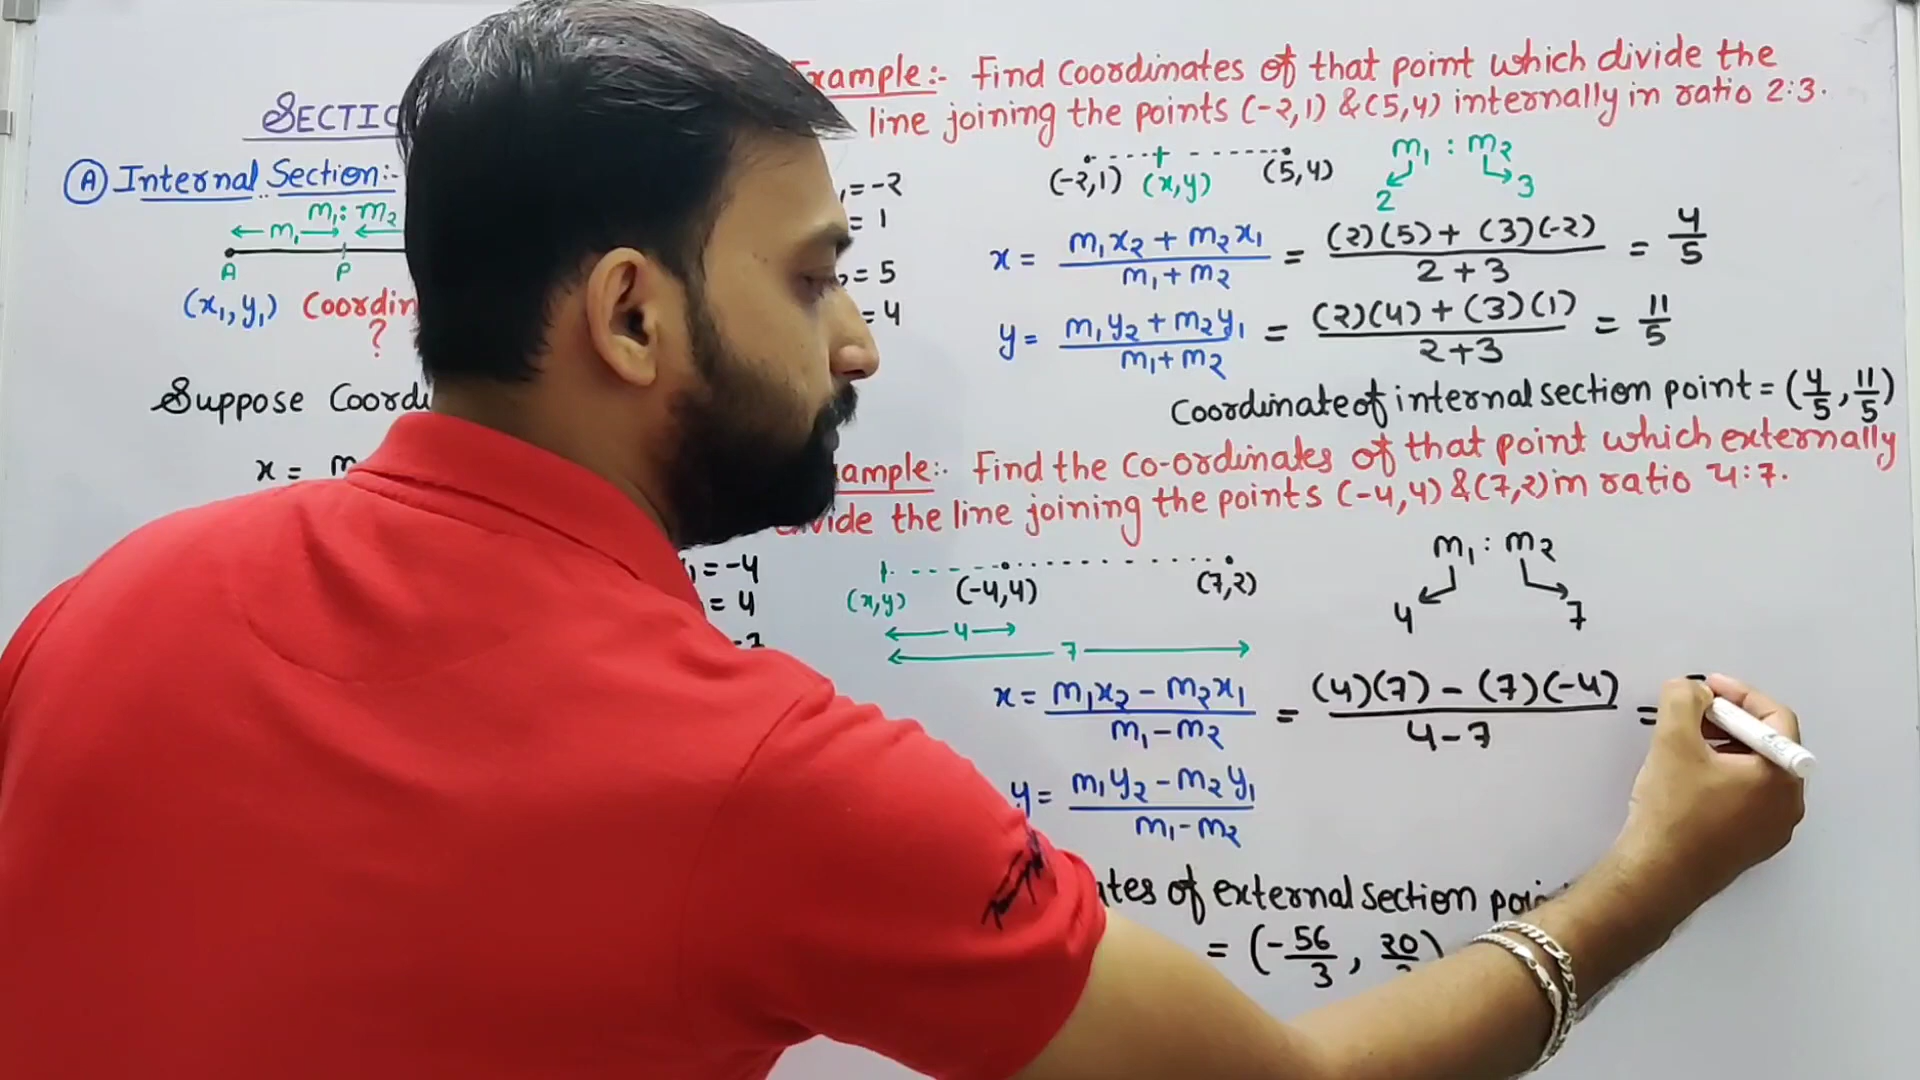 SECTIO
Ⓐ Internal Section:-
m₁ : m₂
m₁
A P
(x₁,y₁) Coordin
?
Suppose Coordi
x = m
Example:- Find Coordinates of that point which divide the
line joining the points (-2,1) & (5,4) internally in ratio 2:3.
= -2
= 1
= 5
= 4
(-2,1) (x,y) (5,4)
m₁ : m₂
2 3
x = m₁x₂ + m₂x₁ / m₁ + m₂ = (2)(5) + (3)(-2) / 2 + 3 = 4/5
y = m₁y₂ + m₂y₁ / m₁ + m₂ = (2)(4) + (3)(1) / 2+3 = 11/5
Coordinate of internal section point = (4/5, 11/5)
ample:- Find the Co-ordinates of that point which externally
divide the line joining the points (-4,4) & (7,2) in ratio 4:7.
= -4
= 4
(x,y) (-4,4) (7,2)
4
7
m₁ : m₂
4 7
x = m₁x₂ - m₂x₁ / m₁ - m₂ = (4)(7) - (7)(-4) / 4-7 =
y = m₁y₂ - m₂y₁ / m₁ - m₂
ates of external section poin
= (-56/3, 20